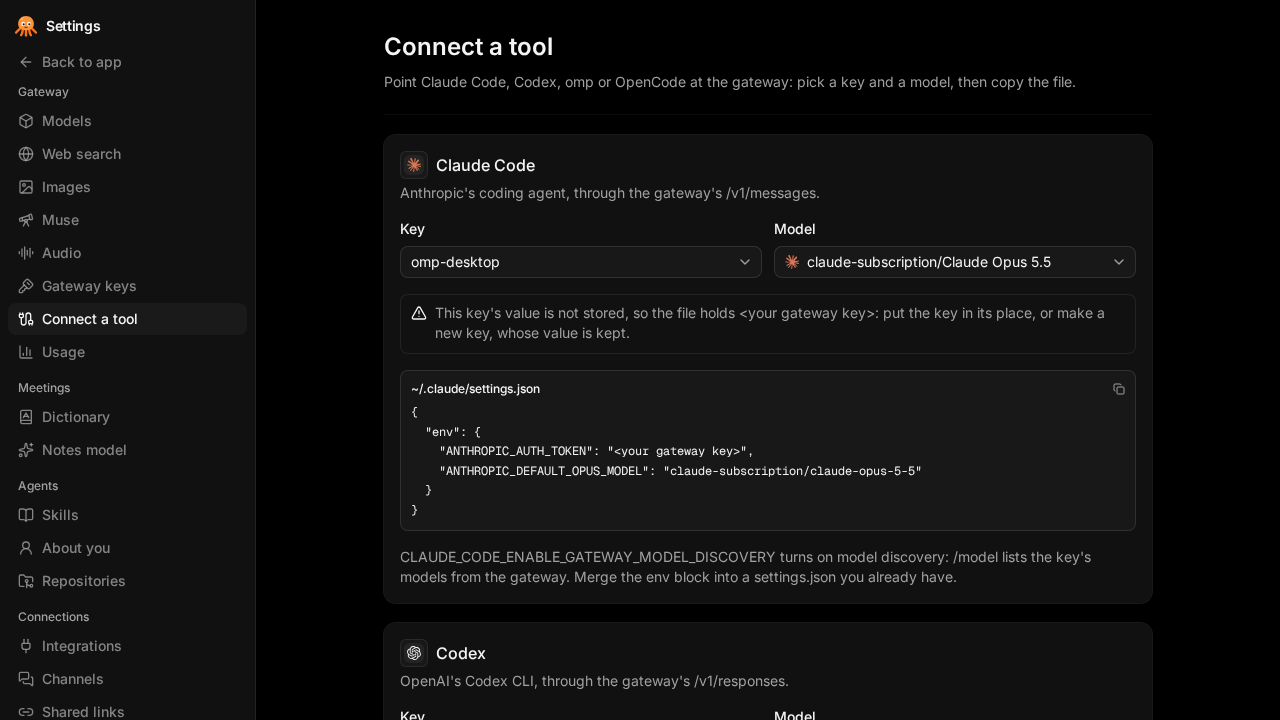 Settings
Back to app
Gateway
Models
Web search
Images
Muse
Audio
Gateway keys
Connect a tool
Usage
Meetings
Dictionary
Notes model
Agents
Skills
About you
Repositories
Connections
Integrations
Channels
Shared links
Connect a tool
Point Claude Code, Codex, omp or OpenCode at the gateway: pick a key and a model, then copy the file.
Claude Code
Anthropic's coding agent, through the gateway's /v1/messages.
Key Model
omp-desktop claude-subscription/Claude Opus 5.5
This key's value is not stored, so the file holds <your gateway key>: put the key in its place, or make a
new key, whose value is kept.
~/.claude/settings.json
{
"env": {
"ANTHROPIC_AUTH_TOKEN": "<your gateway key>",
"ANTHROPIC_DEFAULT_OPUS_MODEL": "claude-subscription/claude-opus-5-5"
}
}
CLAUDE_CODE_ENABLE_GATEWAY_MODEL_DISCOVERY turns on model discovery: /model lists the key's
models from the gateway. Merge the env block into a settings.json you already have.
Codex
OpenAI's Codex CLI, through the gateway's /v1/responses.
Key Model